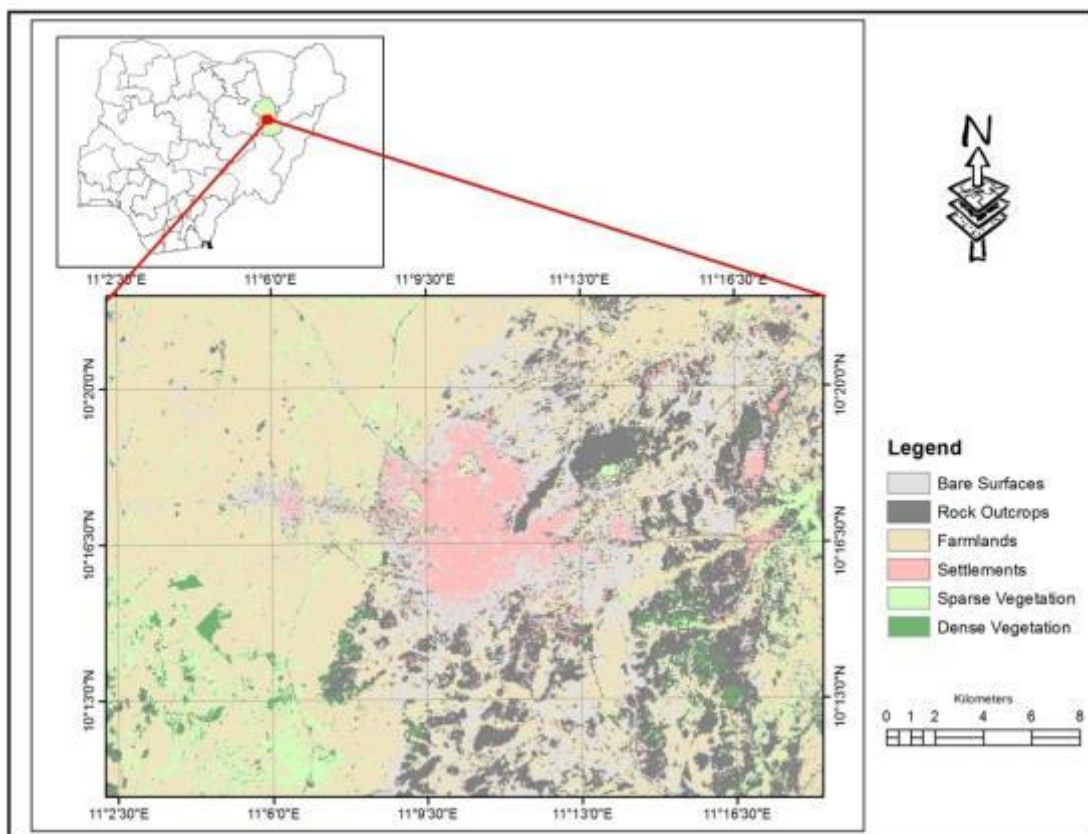 11°2'30"E 11°6'0"E 11°9'30"E 11°13'0"E 11°16'30"E
10°20'0"N
10°16'30"N
10°13'0"N
10°20'0"N
10°16'30"N
10°13'0"N
11°2'30"E 11°6'0"E 11°9'30"E 11°13'0"E 11°16'30"E
N
Legend
Bare Surfaces
Rock Outcrops
Farmlands
Settlements
Sparse Vegetation
Dense Vegetation
Kilometers
0 1 2 4 6 8